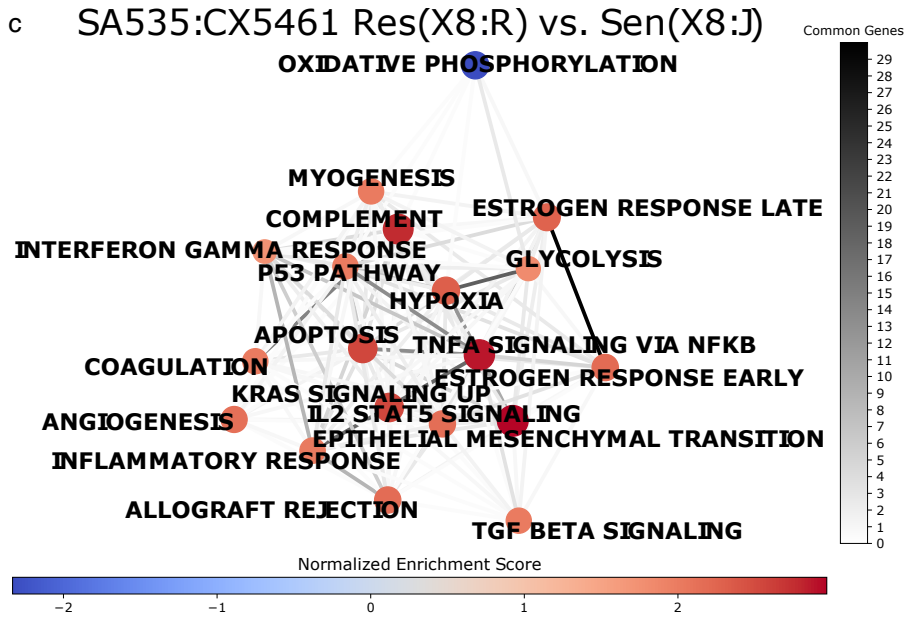 c
SA535:CX5461 Res(X8:R) vs. Sen(X8:J)
Common Genes
OXIDATIVE PHOSPHORYLATION
MYOGENESIS
COMPLEMENT
ESTROGEN RESPONSE LATE
INTERFERON GAMMA RESPONSE
GLYCOLYSIS
P53 PATHWAY
HYPOXIA
APOPTOSIS
TNFA SIGNALING VIA NFKB
COAGULATION
ESTROGEN RESPONSE EARLY
KRAS SIGNALING UP
ANGIOGENESIS
IL2 STAT5 SIGNALING
EPITHELIAL MESENCHYMAL TRANSITION
INFLAMMATORY RESPONSE
ALLOGRAFT REJECTION
TGF BETA SIGNALING
29
28
27
26
25
24
23
22
21
20
19
18
17
16
15
14
13
12
11
10
9
8
7
6
5
4
3
2
1
0
Normalized Enrichment Score
−2 −1 0 1 2